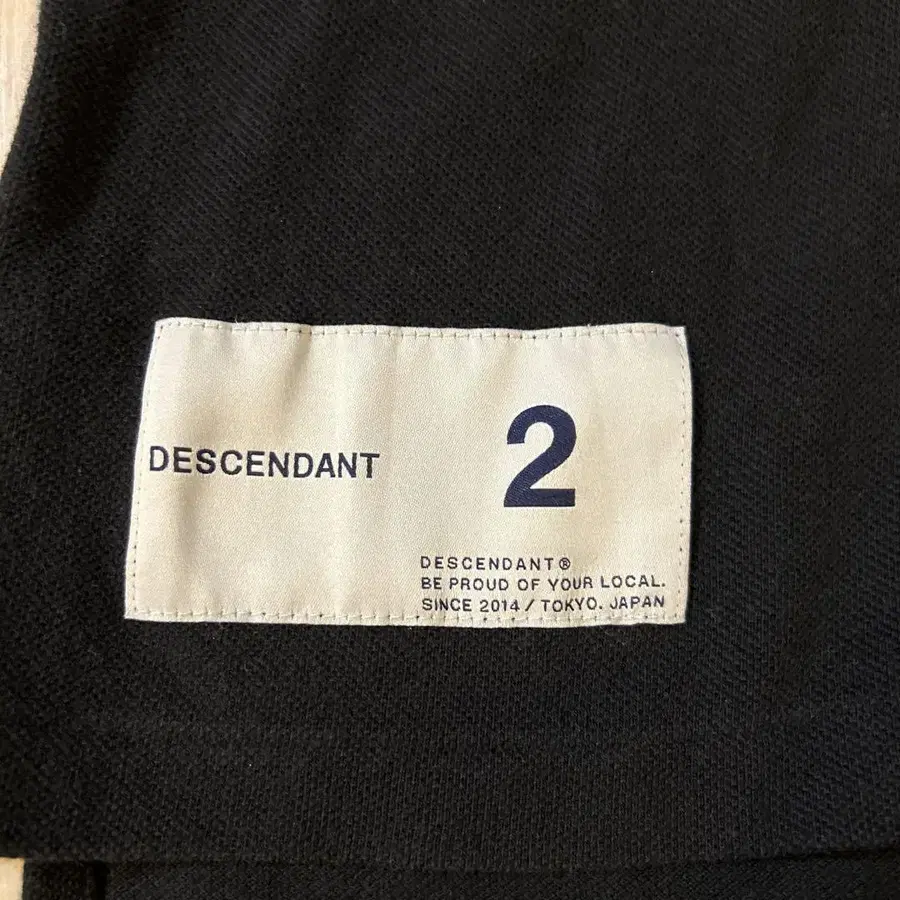 DESCENDANT
2
DESCENDANT®
BE PROUD OF YOUR LOCAL.
SINCE 2014 / TOKYO. JAPAN